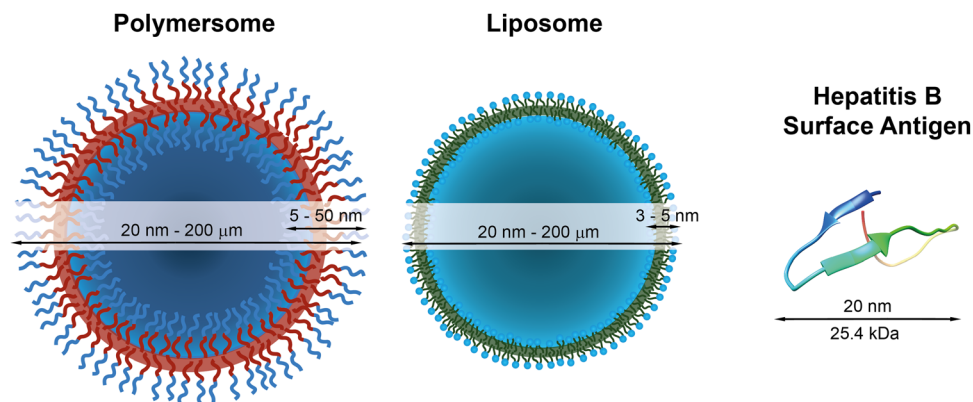 Polymersome
Liposome
Hepatitis B
Surface Antigen
5 - 50 nm
20 nm - 200 μm
3 - 5 nm
20 nm - 200 μm
20 nm
25.4 kDa